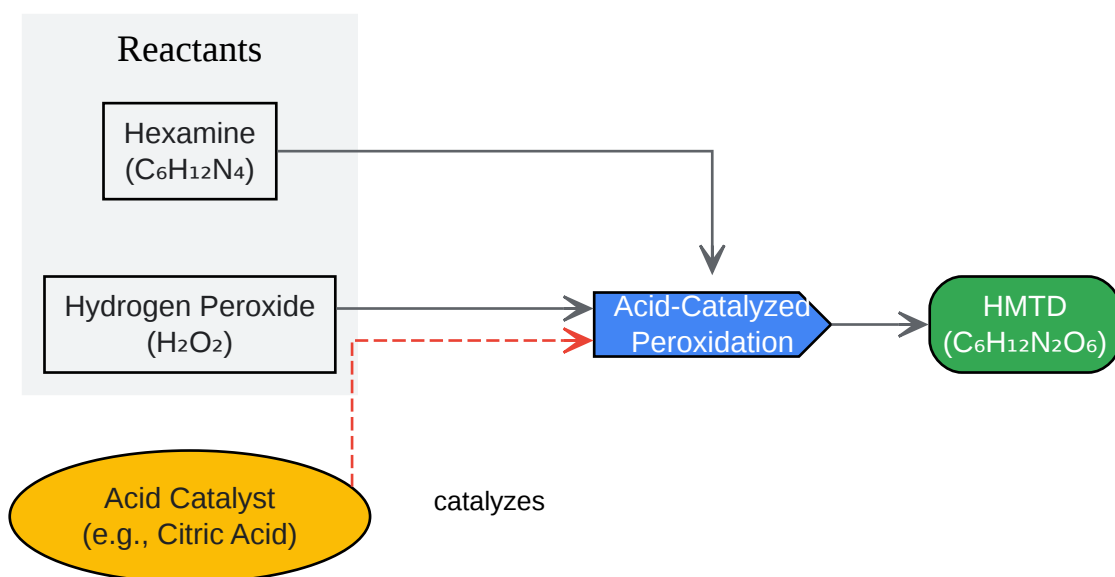 Reactants
Hexamine
(C₆H₁₂N₄)
Hydrogen Peroxide
(H₂O₂)
Acid-Catalyzed
Peroxidation
HMTD
(C₆H₁₂N₂O₆)
Acid Catalyst
(e.g., Citric Acid)
catalyzes